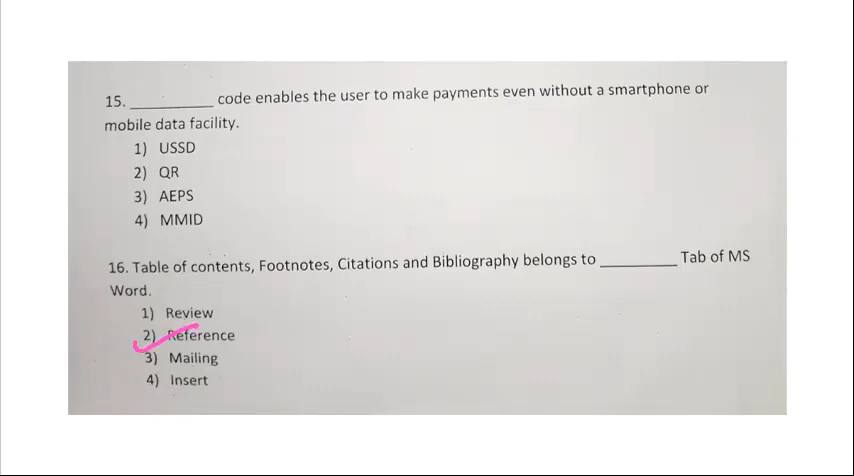 15. __________ code enables the user to make payments even without a smartphone or
mobile data facility.
1) USSD
2) QR
3) AEPS
4) MMID
16. Table of contents, Footnotes, Citations and Bibliography belongs to _________ Tab of MS
Word.
1) Review
2) Reference
3) Mailing
4) Insert